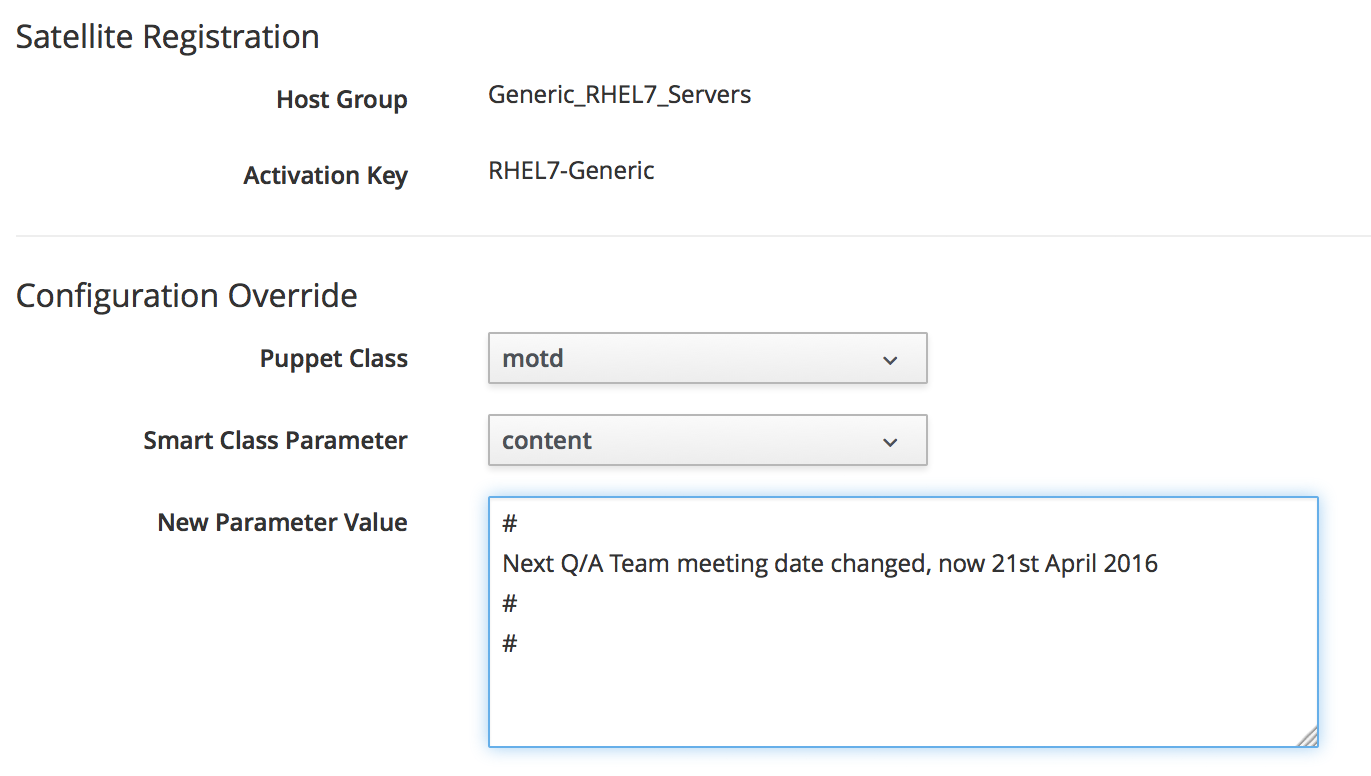 Satellite Registration
Host Group Generic_RHEL7_Servers
Activation Key RHEL7-Generic
Configuration Override
Puppet Class motd
Smart Class Parameter content
New Parameter Value #
Next Q/A Team meeting date changed, now 21st April 2016
#
#